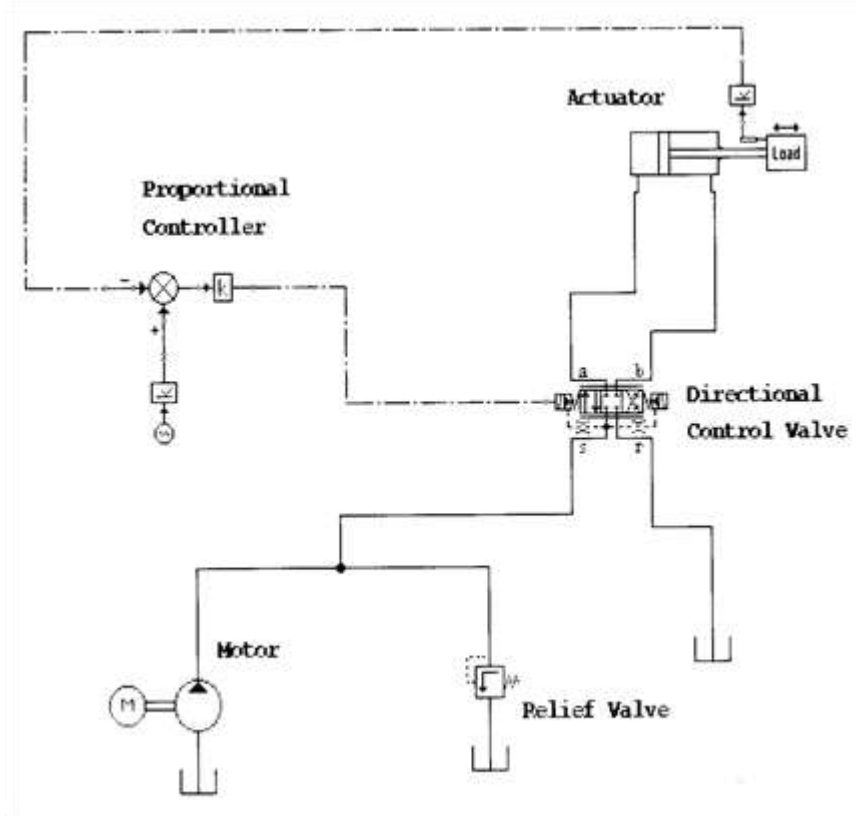 Actuator
k
Load
Proportional
Controller
-
k
+
k
a b
Directional
Control Valve
s r
Motor
M
Relief Valve